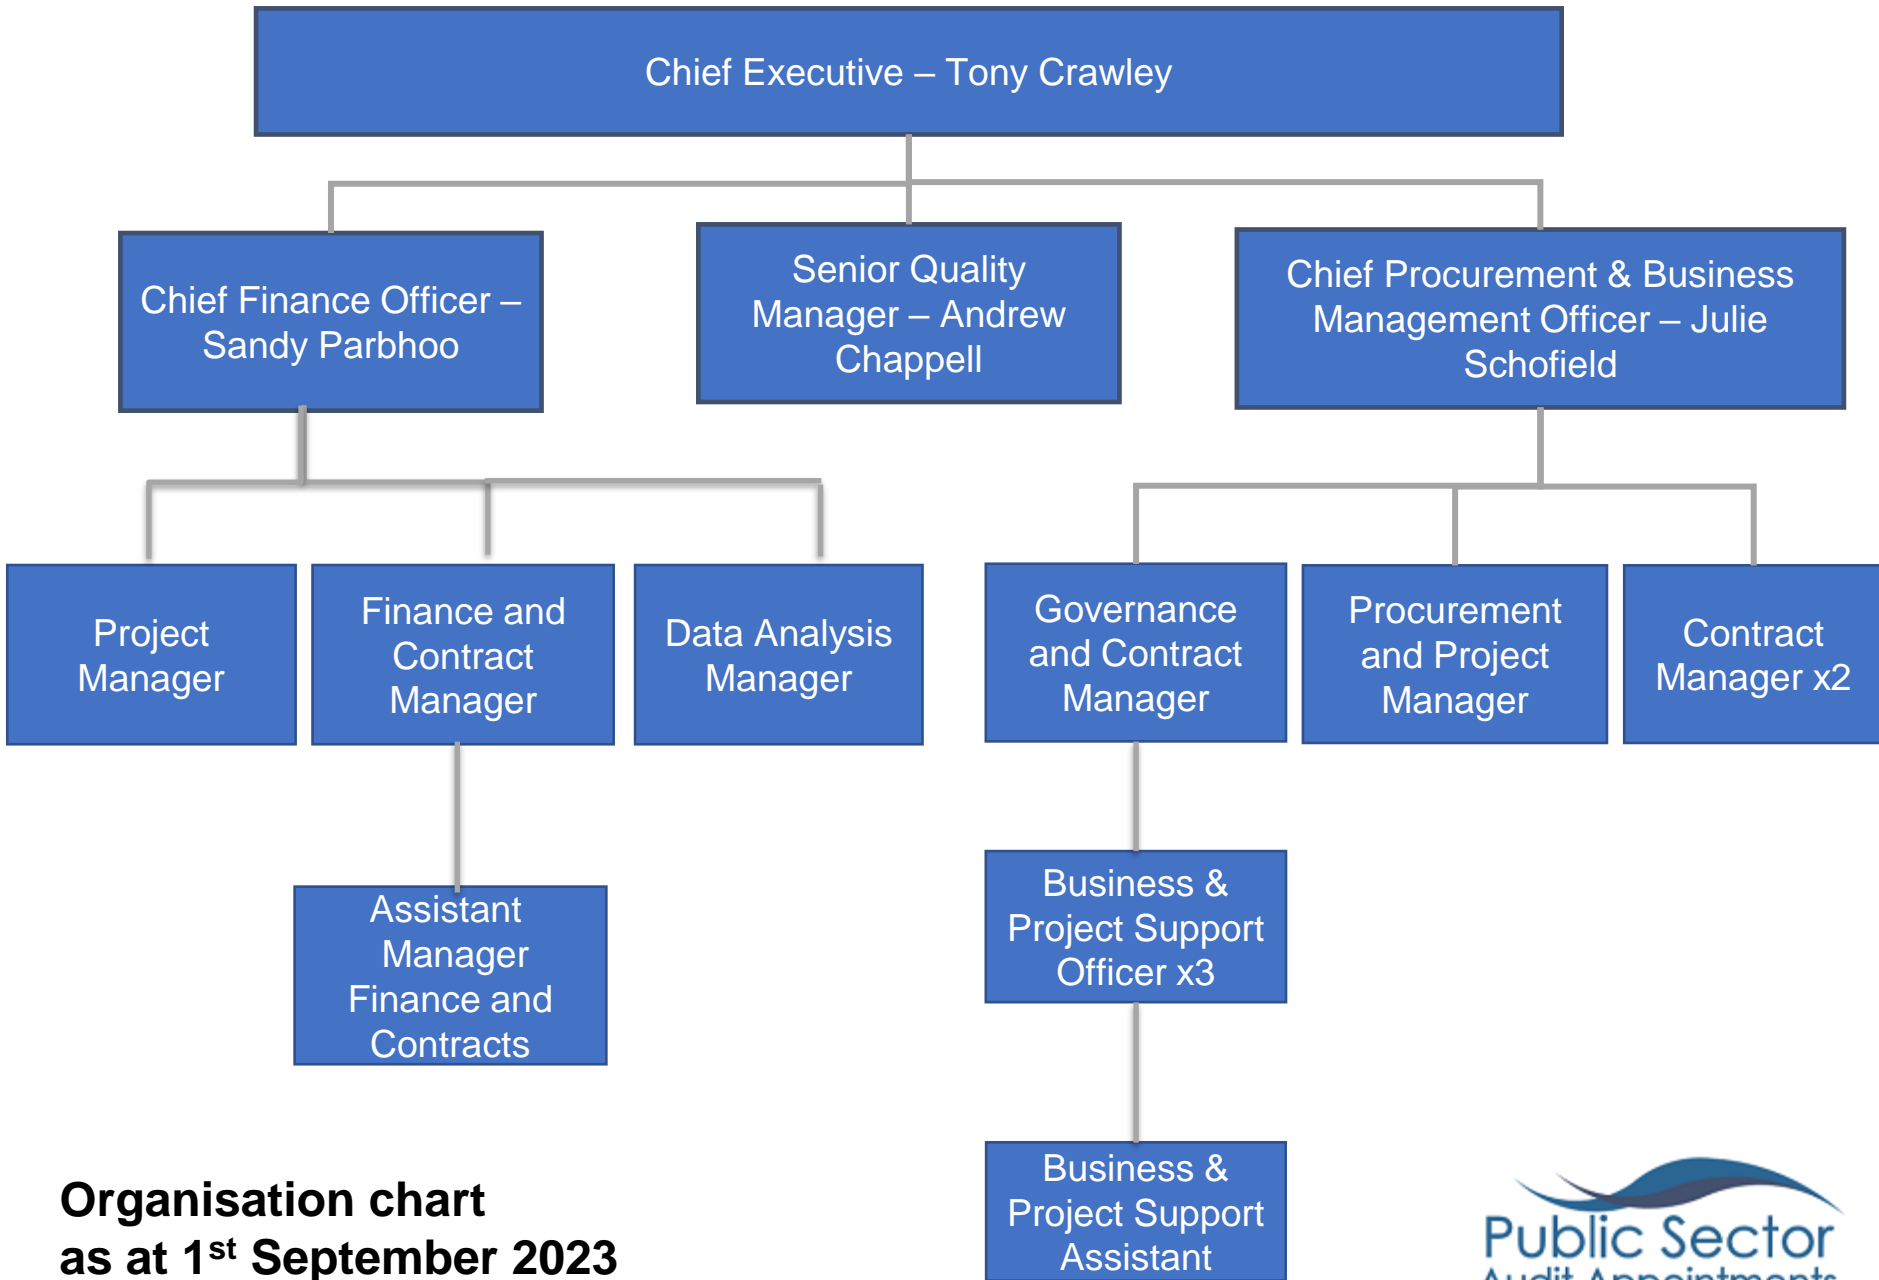 Chief Executive – Tony Crawley
Chief Finance Officer –
Sandy Parbhoo
Senior Quality
Manager – Andrew
Chappell
Chief Procurement & Business
Management Officer – Julie
Schofield
Project
Manager
Finance and
Contract
Manager
Data Analysis
Manager
Governance
and Contract
Manager
Procurement
and Project
Manager
Contract
Manager x2
Assistant
Manager
Finance and
Contracts
Business &
Project Support
Officer x3
Business &
Project Support
Assistant
Organisation chart
as at 1st September 2023
Public Sector
Audit Appointments